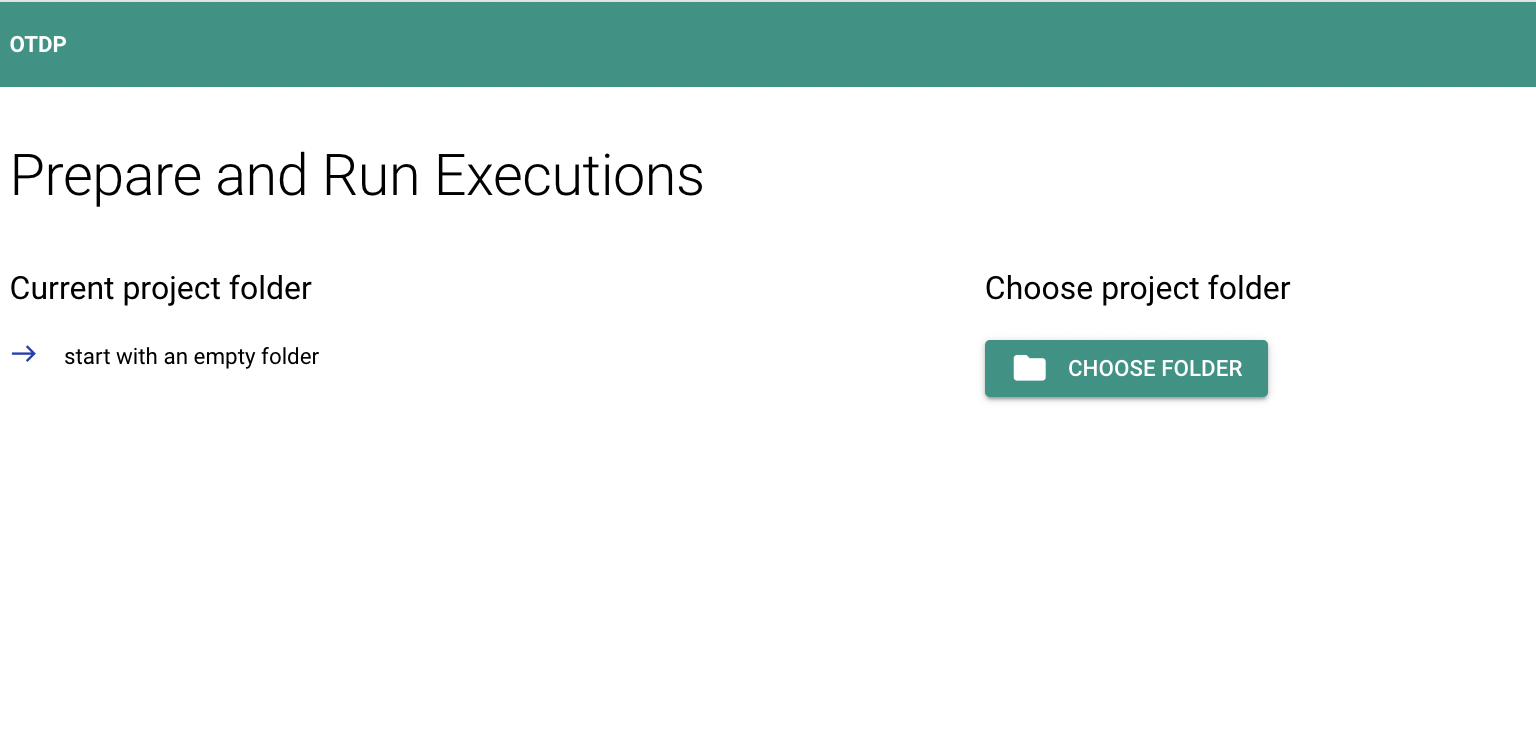 OTDP
Prepare and Run Executions
Current project folder
start with an empty folder
Choose project folder
CHOOSE FOLDER